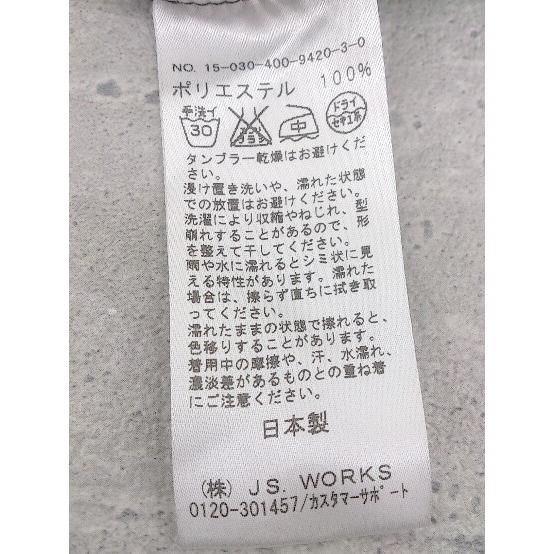 NO. 15-030-400-9420-3-0
ポリエステル 100%
手洗イ 30 エンソサラシ 中 ドライ セキユ系
タンブラー乾燥はお避けくだ
さい。
浸け置き洗いや、濡れた状態
での放置はお避けください。
洗濯により収縮やねじれ、型
崩れすることがあるので、形
を整えて干してください。
雨や水に濡れるとシミ状に見
える特性があります。濡れた
場合は、擦らず直ちに拭き取
ってください。
濡れたままの状態で擦れると、
色移りすることがあります。
着用中の摩擦や、汗、水濡れ、
濃淡差があるものとの重ね着
にご注意ください。
日本製
(株) JS. WORKS
0120-301457/カスタマーサポート